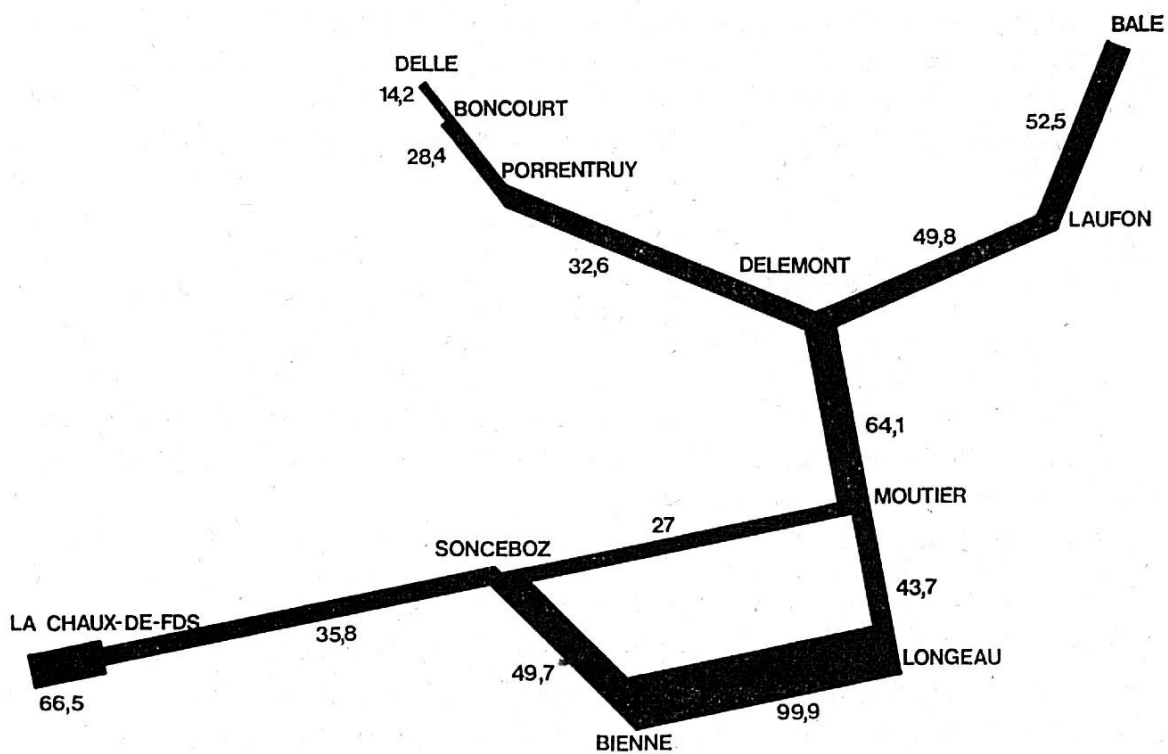 BALE
DELLE
14,2
BONCOURT
52,5
28,4
PORRENTRUY
LAUFON
49,8
DELEMONT
32,6
64,1
MOUTIER
27
SONCEBOZ
43,7
LA CHAUX-DE-FDS
35,8
LONGEAU
49,7
66,5
99,9
BIENNE